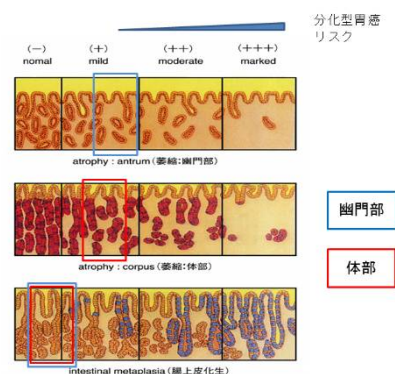 分化型胃癌
リスク
(−) (+) (++) (+++)
nomal mild moderate marked
atrophy : antrum (萎縮:幽門部)
幽門部
体部
atrophy : corpus (萎縮:体部)
intestinal metaplasia (腸上皮化生)